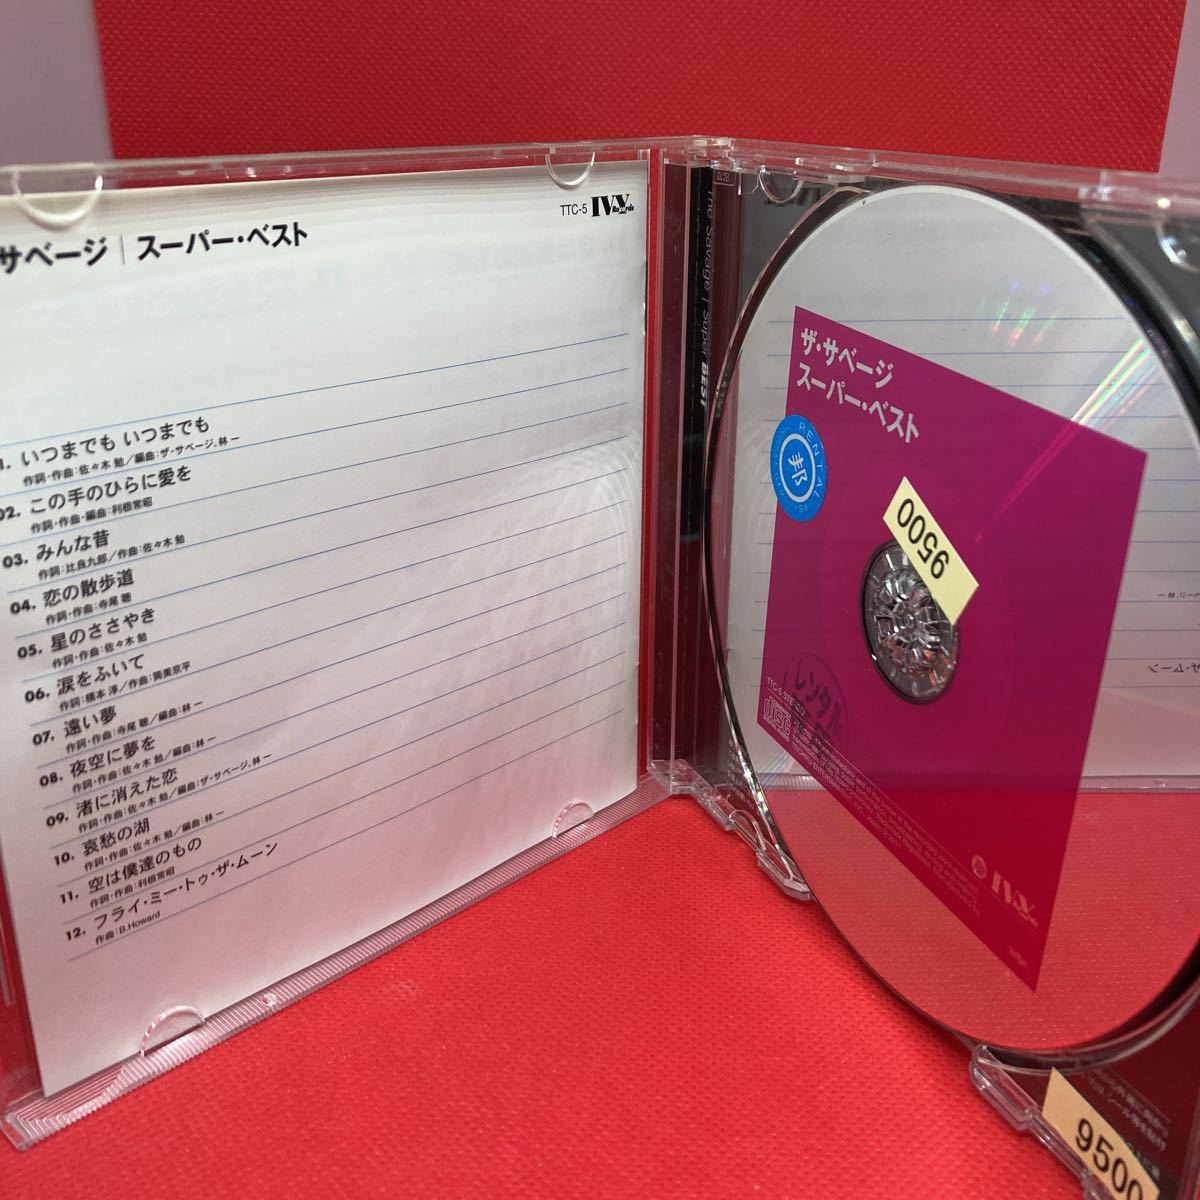 TTC-5 IVY Records
サベージ | スーパー・ベスト
01. いつまでも いつまでも
作詞・作曲：佐々木 勉／編曲：ザ・サベージ、林 一
02. この手のひらに愛を
作詞・作曲・編曲：利根常昭
03. みんな昔
作詞：比良九郎／作曲：佐々木 勉
04. 恋の散歩道
作詞・作曲：寺尾 聰
05. 星のささやき
作詞・作曲：佐々木 勉
06. 涙をふいて
作詞：橋本 淳／作曲：筒美京平
07. 遠い夢
作詞・作曲：寺尾 聰／編曲：林 一
08. 夜空に夢を
作詞・作曲：佐々木 勉／編曲：林 一
09. 渚に消えた恋
作詞・作曲：佐々木 勉／編曲：ザ・サベージ、林 一
10. 哀愁の湖
作詞・作曲：佐々木 勉／編曲：林 一
11. 空は僕達のもの
作詞・作曲：利根常昭
12. フライ・ミー・トゥ・ザ・ムーン
作曲：B.Howard
The Savage | Super BEST
ザ・サベージ
スーパー・ベスト
RENTAL
邦
9500
レンタル
TTC-5 STEREO
disc
IVY
9500